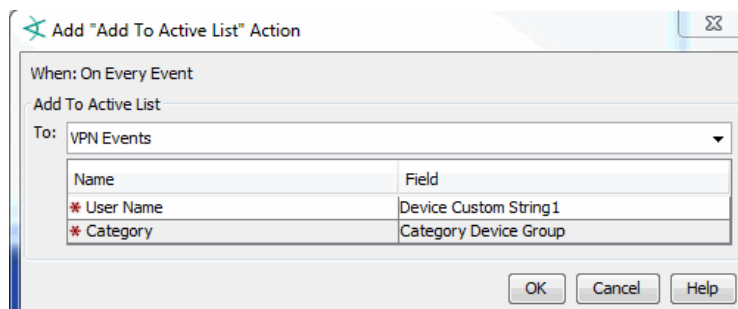 Add "Add To Active List" Action
When: On Every Event
Add To Active List
To: VPN Events
Name Field
* User Name Device Custom String1
* Category Category Device Group
OK Cancel Help